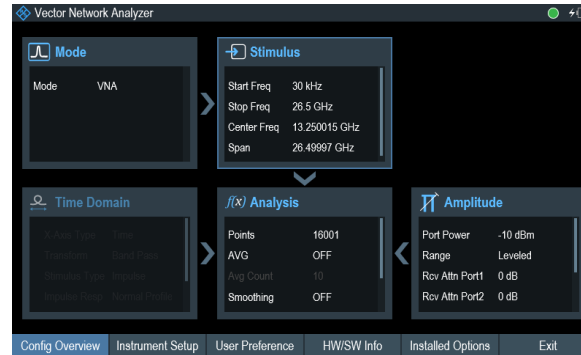 Vector Network Analyzer
Mode
Mode VNA
Stimulus
Start Freq 30 kHz
Stop Freq 26.5 GHz
Center Freq 13.250015 GHz
Span 26.49997 GHz
Time Domain
X-Axis Type Time
Transform Band Pass
Stimulus Type Impulse
Impulse Resp Normal Profile
f(x) Analysis
Points 16001
AVG OFF
Avg Count 10
Smoothing OFF
Amplitude
Port Power -10 dBm
Range Leveled
Rcv Attn Port1 0 dB
Rcv Attn Port2 0 dB
Config Overview Instrument Setup User Preference HW/SW Info Installed Options Exit